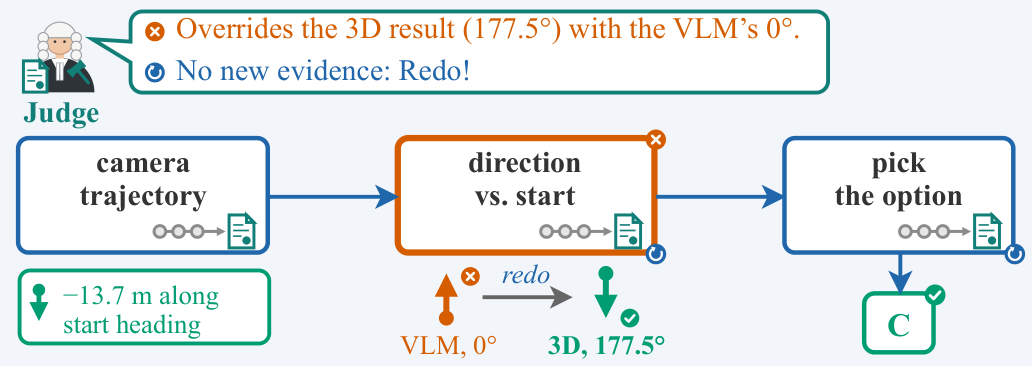 Overrides the 3D result (177.5°) with the VLM’s 0°.
No new evidence: Redo!
Judge
camera
trajectory
direction
vs. start
pick
the option
−13.7 m along
start heading
redo
VLM, 0°
3D, 177.5°
C